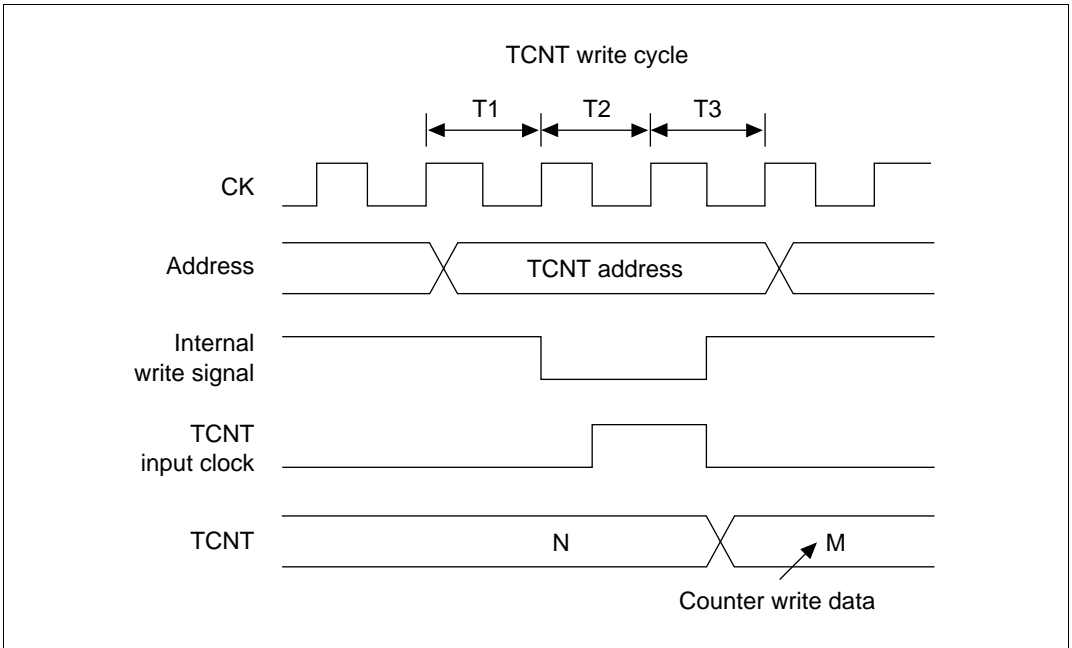 TCNT write cycle
T1 T2 T3
CK
Address
TCNT address
Internal
write signal
TCNT
input clock
TCNT
N
M
Counter write data